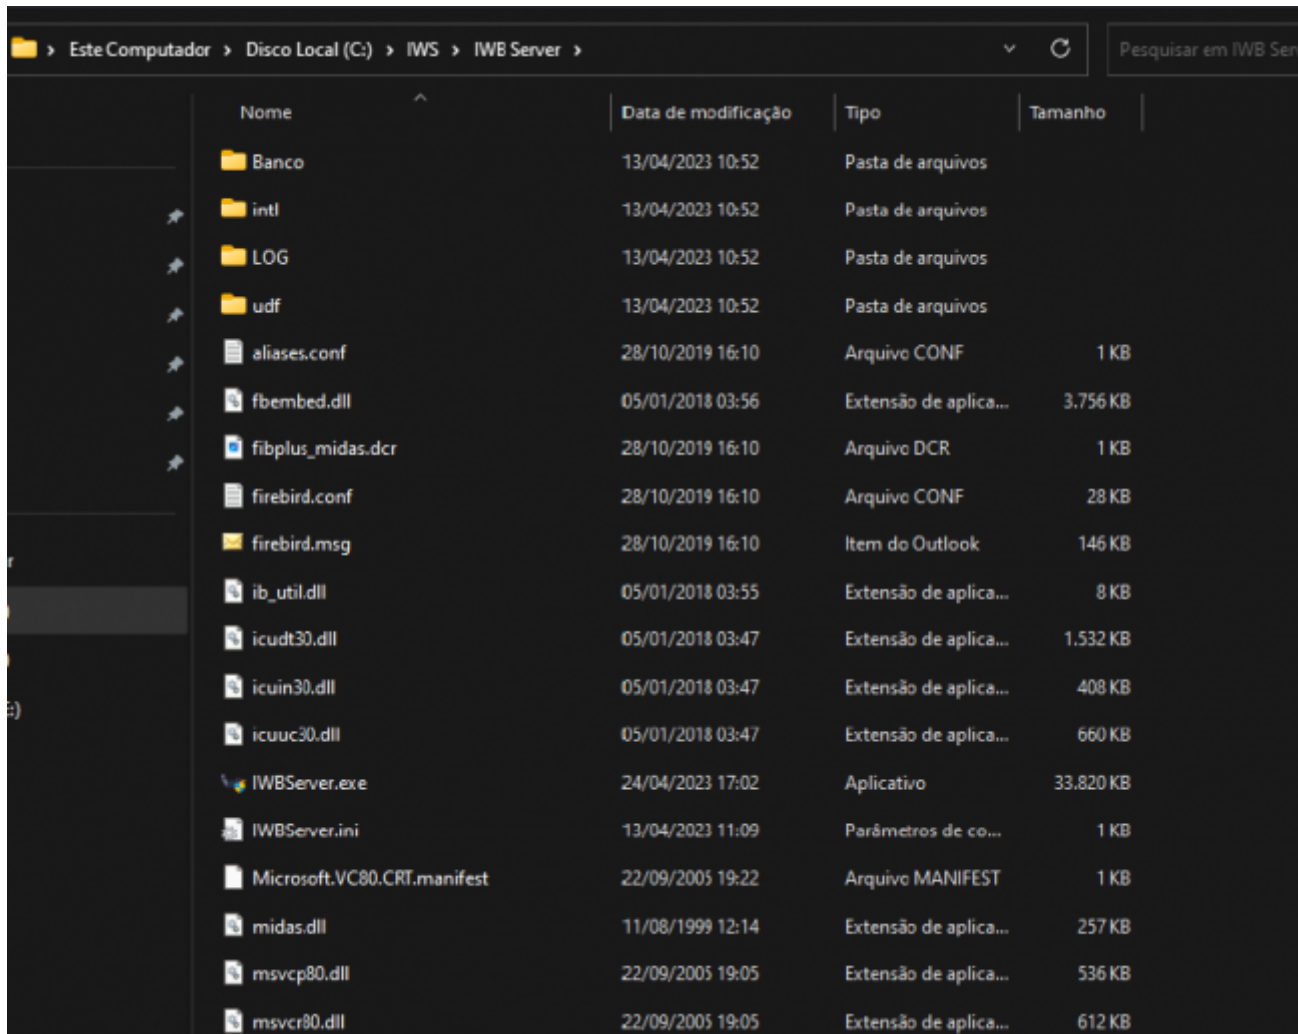 Este Computador > Disco Local (C:) > IWS > IWB Server >
Pesquisar em IWB Ser
Nome Data de modificação Tipo Tamanho
Banco 13/04/2023 10:52 Pasta de arquivos
intl 13/04/2023 10:52 Pasta de arquivos
LOG 13/04/2023 10:52 Pasta de arquivos
udf 13/04/2023 10:52 Pasta de arquivos
aliases.conf 28/10/2019 16:10 Arquivo CONF 1 KB
fbembed.dll 05/01/2018 03:56 Extensão de aplica... 3.756 KB
fibplus_midas.dcr 28/10/2019 16:10 Arquivo DCR 1 KB
firebird.conf 28/10/2019 16:10 Arquivo CONF 28 KB
firebird.msg 28/10/2019 16:10 Item do Outlook 146 KB
ib_util.dll 05/01/2018 03:55 Extensão de aplica... 8 KB
icudt30.dll 05/01/2018 03:47 Extensão de aplica... 1.532 KB
icuin30.dll 05/01/2018 03:47 Extensão de aplica... 408 KB
icuuc30.dll 05/01/2018 03:47 Extensão de aplica... 660 KB
IWBServer.exe 24/04/2023 17:02 Aplicativo 33.820 KB
IWBServer.ini 13/04/2023 11:09 Parâmetros de co... 1 KB
Microsoft.VC80.CRT.manifest 22/09/2005 19:22 Arquivo MANIFEST 1 KB
midas.dll 11/08/1999 12:14 Extensão de aplica... 257 KB
msvcp80.dll 22/09/2005 19:05 Extensão de aplica... 536 KB
msvcr80.dll 22/09/2005 19:05 Extensão de aplica... 612 KB